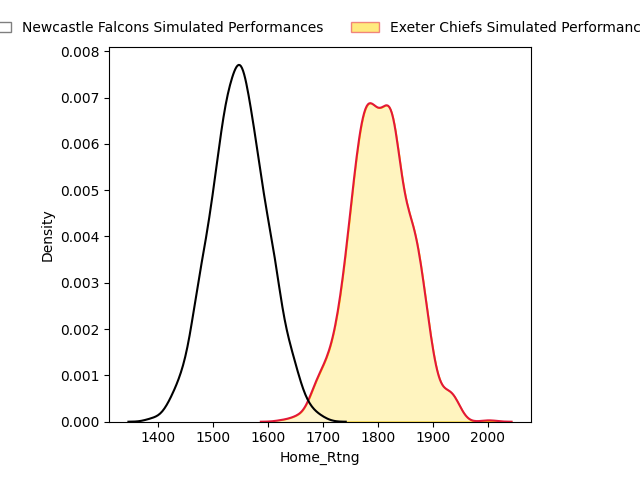 Newcastle Falcons Simulated Performances Exeter Chiefs Simulated Performanc
0.008
0.007
0.006
0.005
0.004
0.003
0.002
0.001
0.000
Density
1400 1500 1600 1700 1800 1900 2000
Home_Rtng